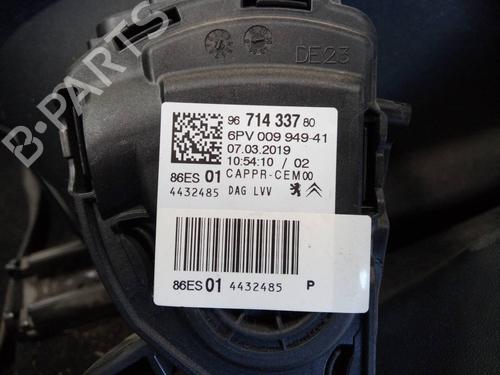 B-PARTS
DE23
96 714 337 80
6PV 009 949-41
07.03.2019
10:54:10 / 02
86ES 01 CAPPR-CEM00
4432485 DAG LVV
86ES 01 4432485 P